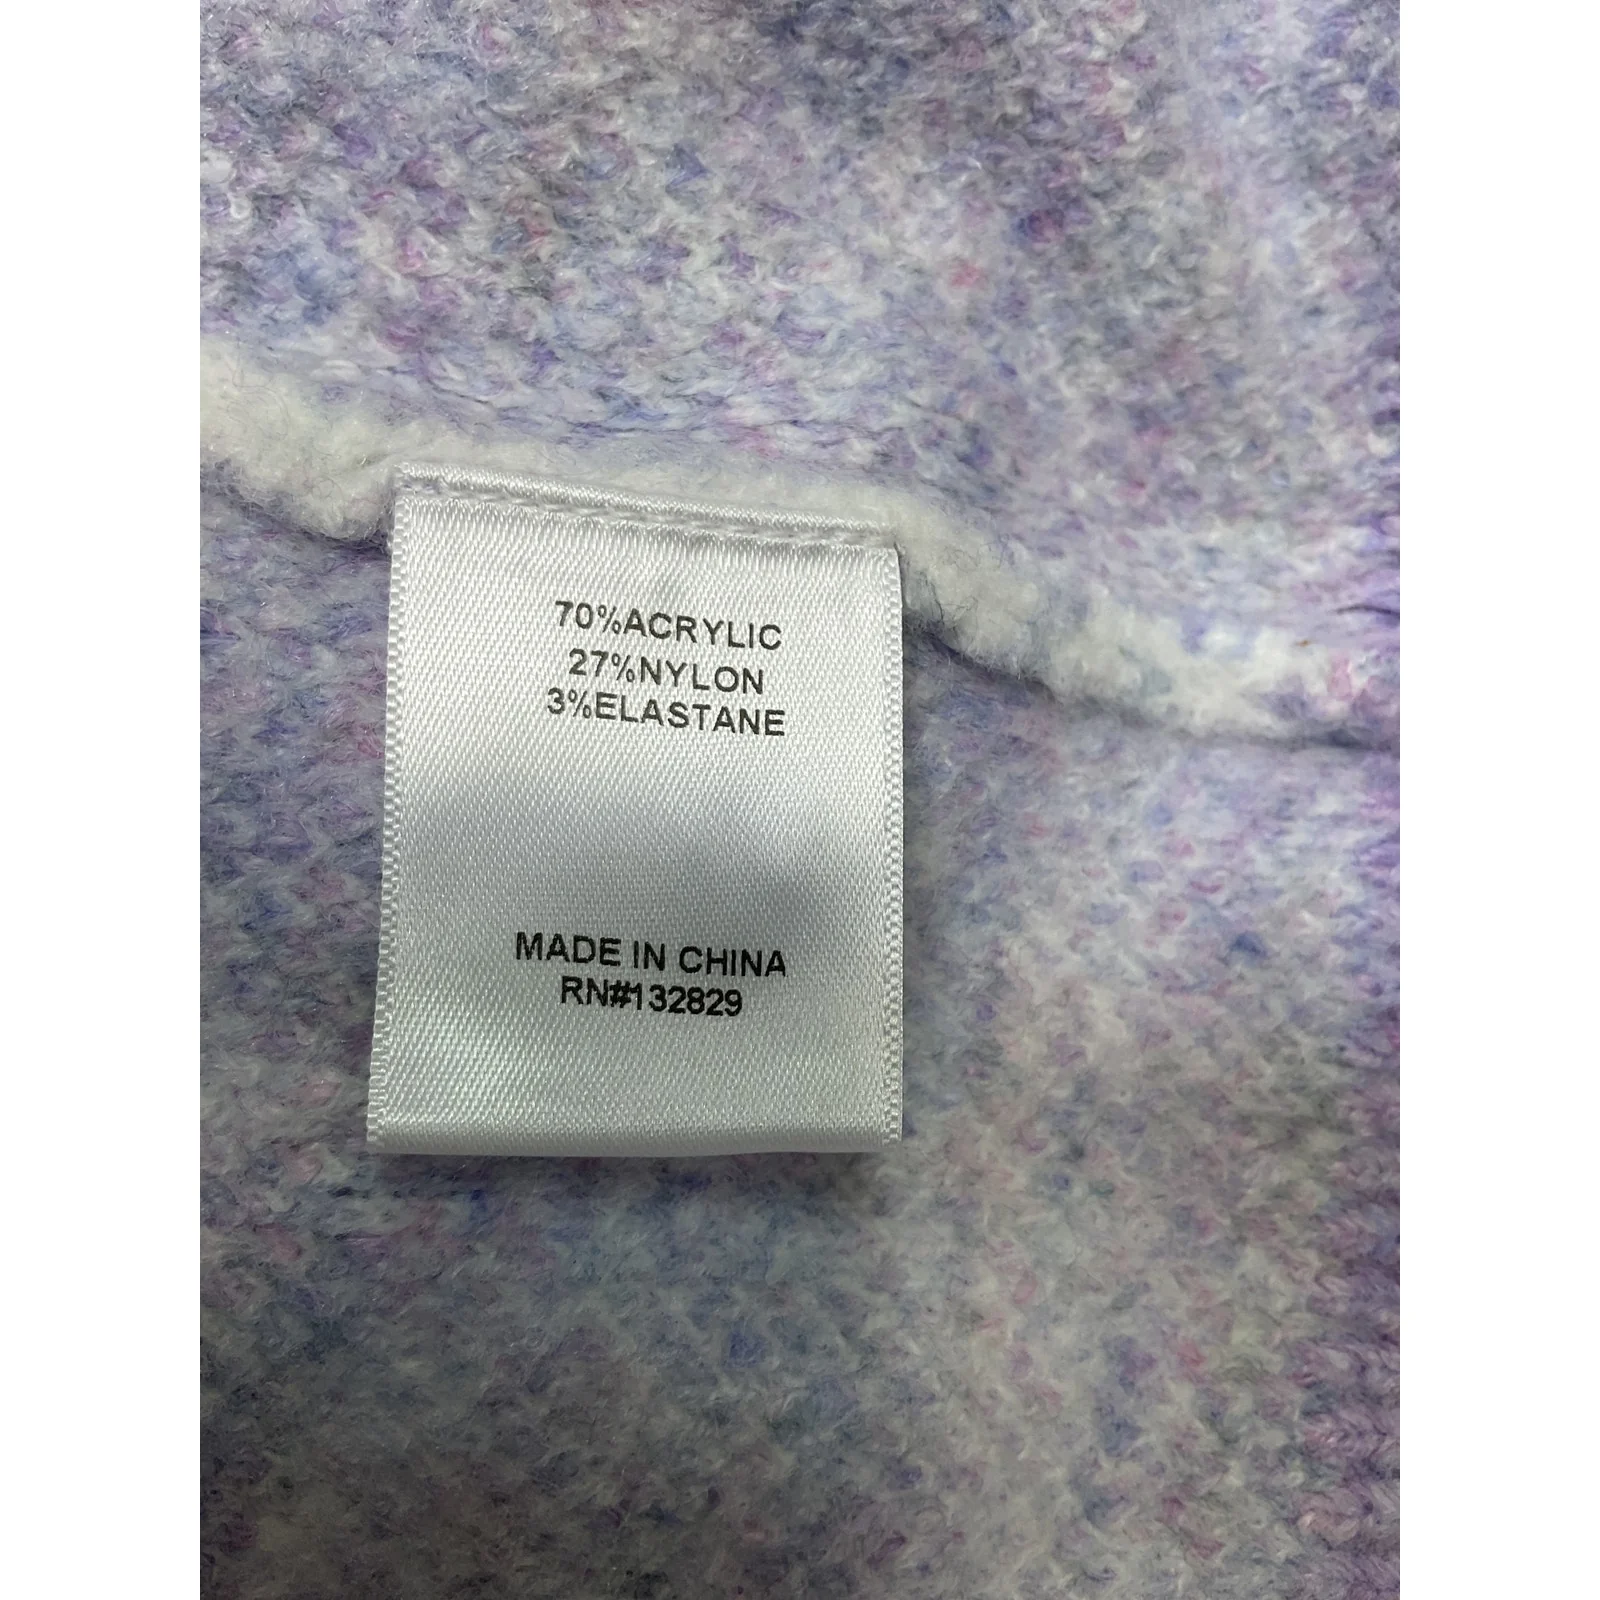 70%ACRYLIC
27%NYLON
3%ELASTANE
MADE IN CHINA
RN#132829